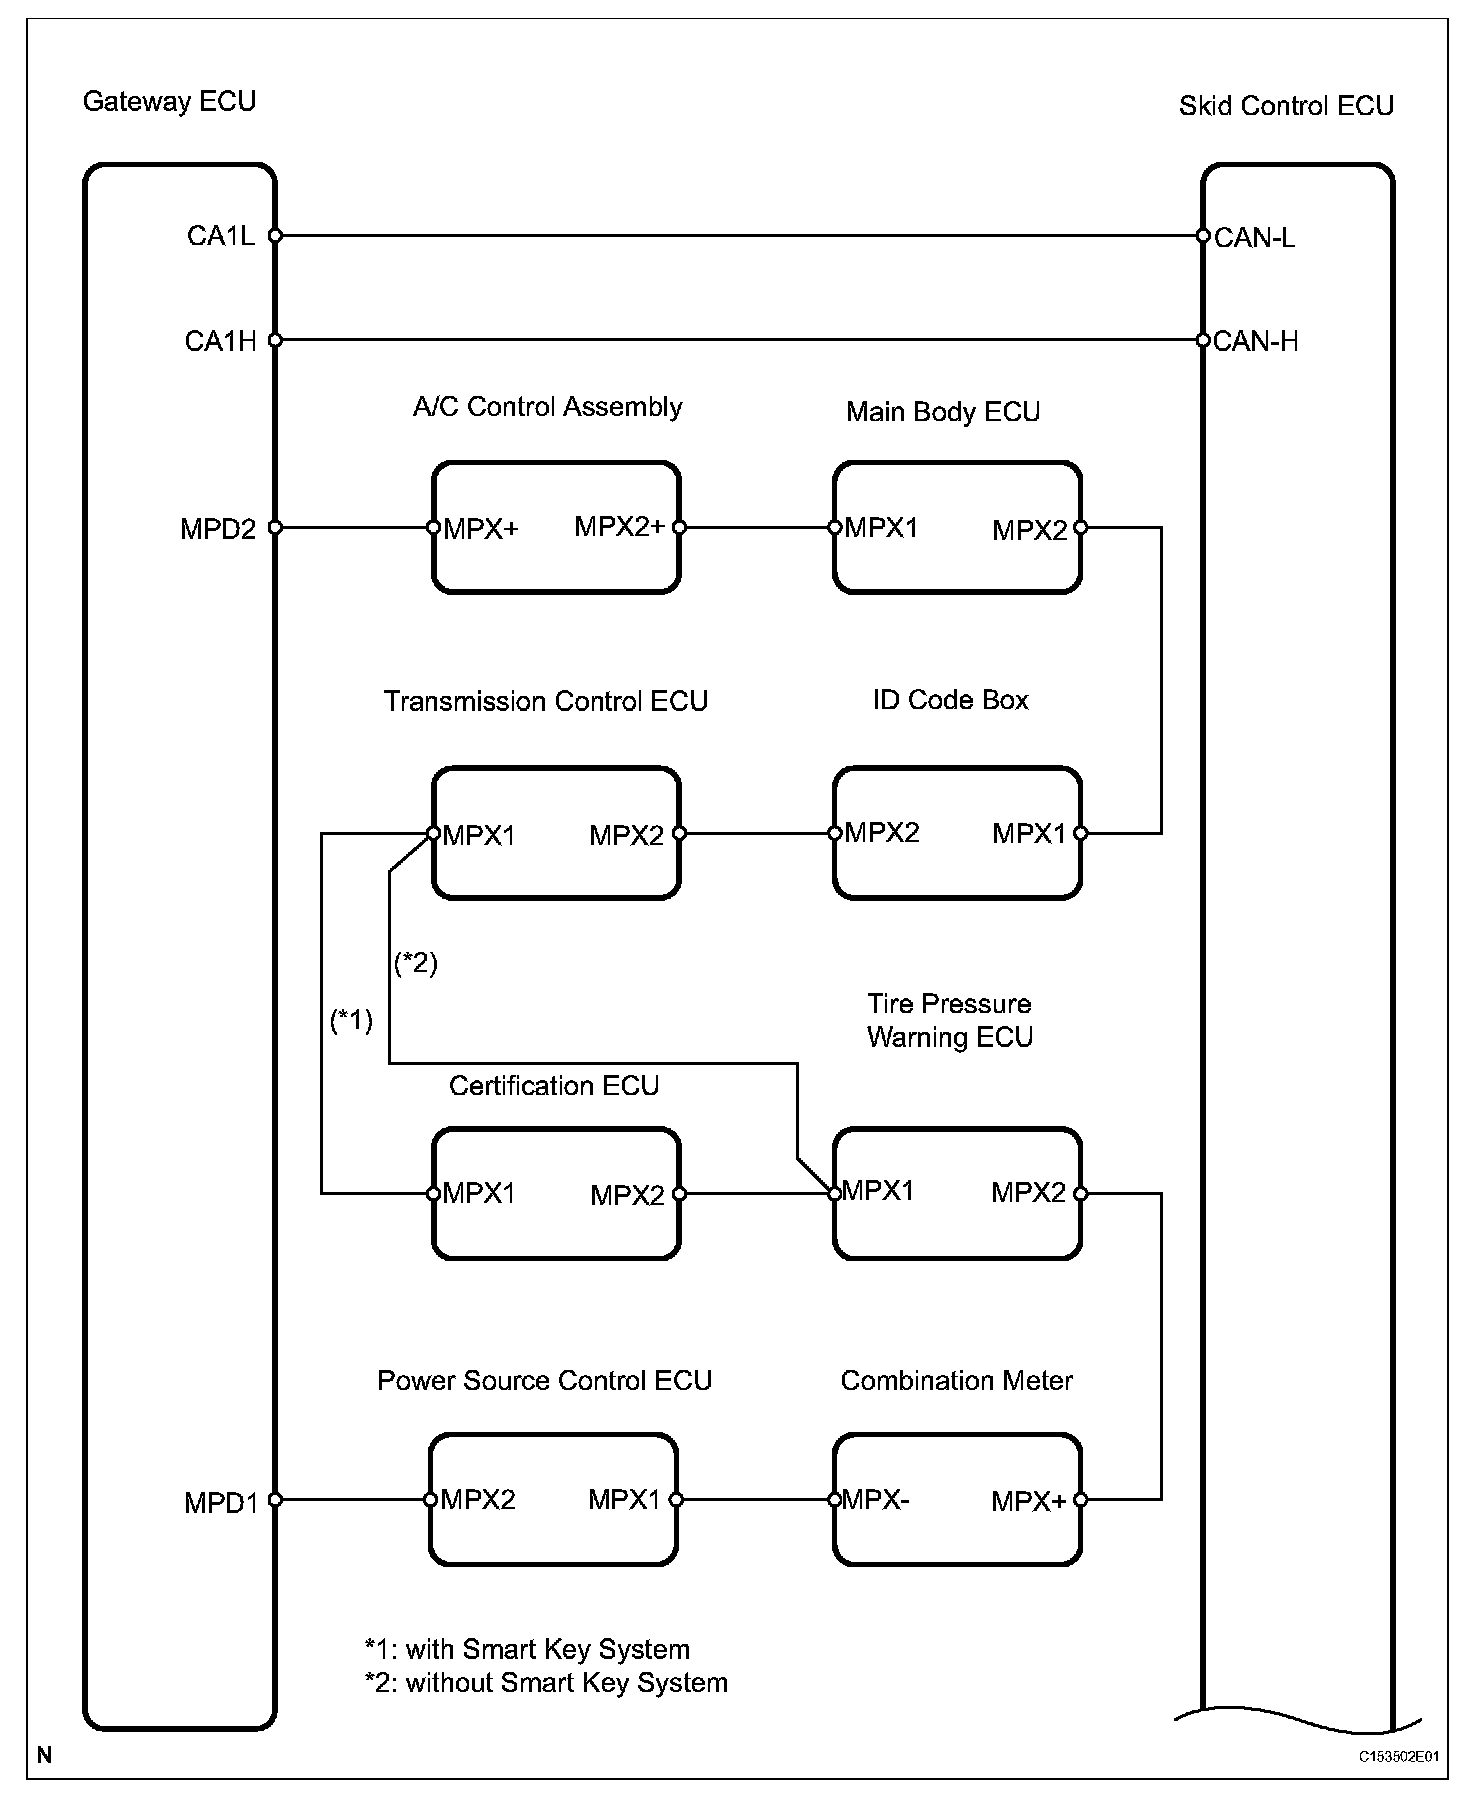 Gateway ECU
Skid Control ECU
CA1L
CAN-L
CA1H
CAN-H
A/C Control Assembly
Main Body ECU
MPD2
MPX+
MPX2+
MPX1
MPX2
Transmission Control ECU
ID Code Box
MPX1
MPX2
MPX2
MPX1
(*2)
(*1)
Tire Pressure
Warning ECU
Certification ECU
MPX1
MPX2
MPX1
MPX2
Power Source Control ECU
Combination Meter
MPD1
MPX2
MPX1
MPX-
MPX+
*1: with Smart Key System
*2: without Smart Key System
N
C153502E01